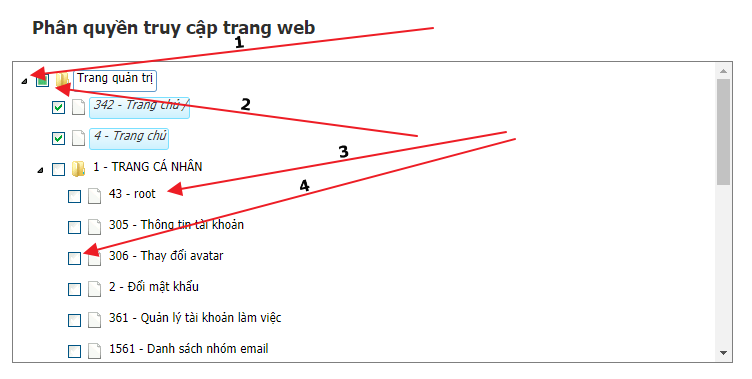 Phân quyền truy cập trang web
1
Trang quản trị
342 - Trang chủ /
2
4 - Trang chủ
3
1 - TRANG CÁ NHÂN
4
43 - root
305 - Thông tin tài khoản
306 - Thay đổi avatar
2 - Đổi mật khẩu
361 - Quản lý tài khoản làm việc
1561 - Danh sách nhóm email